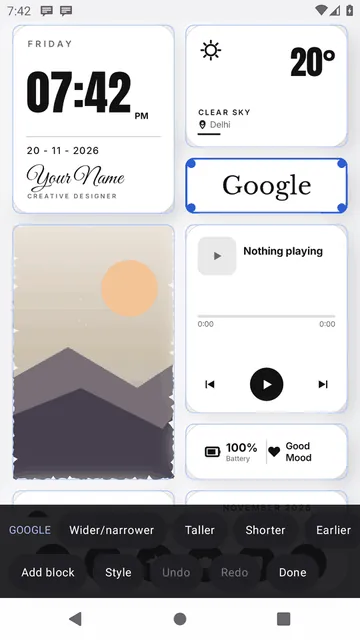 7:42
FRIDAY
07:42 PM
20 - 11 - 2026
Your Name
CREATIVE DESIGNER
20°
CLEAR SKY
Delhi
Google
Nothing playing
0:00 0:00
100%
Battery
Good
Mood
NOVEMBER 2026
GOOGLE Wider/narrower Taller Shorter Earlier
Add block Style Undo Redo Done